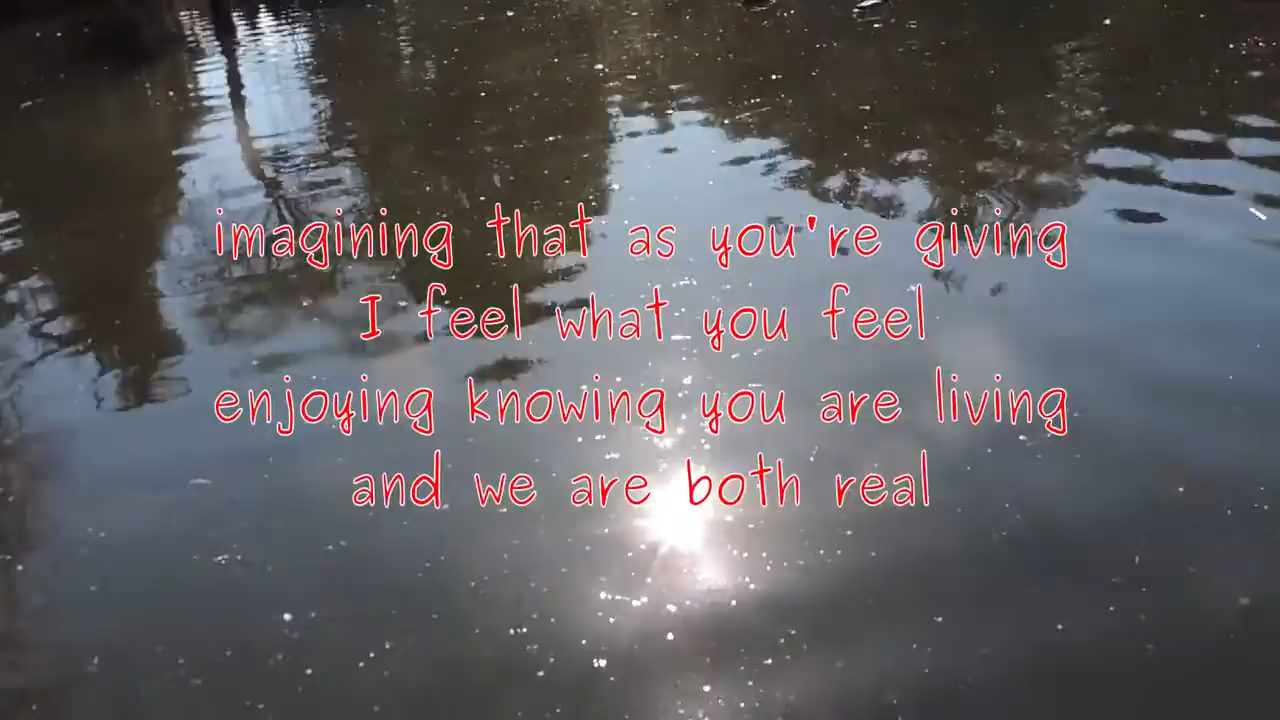 imagining that as you're giving
I feel what you feel
enjoying knowing you are living
and we are both real